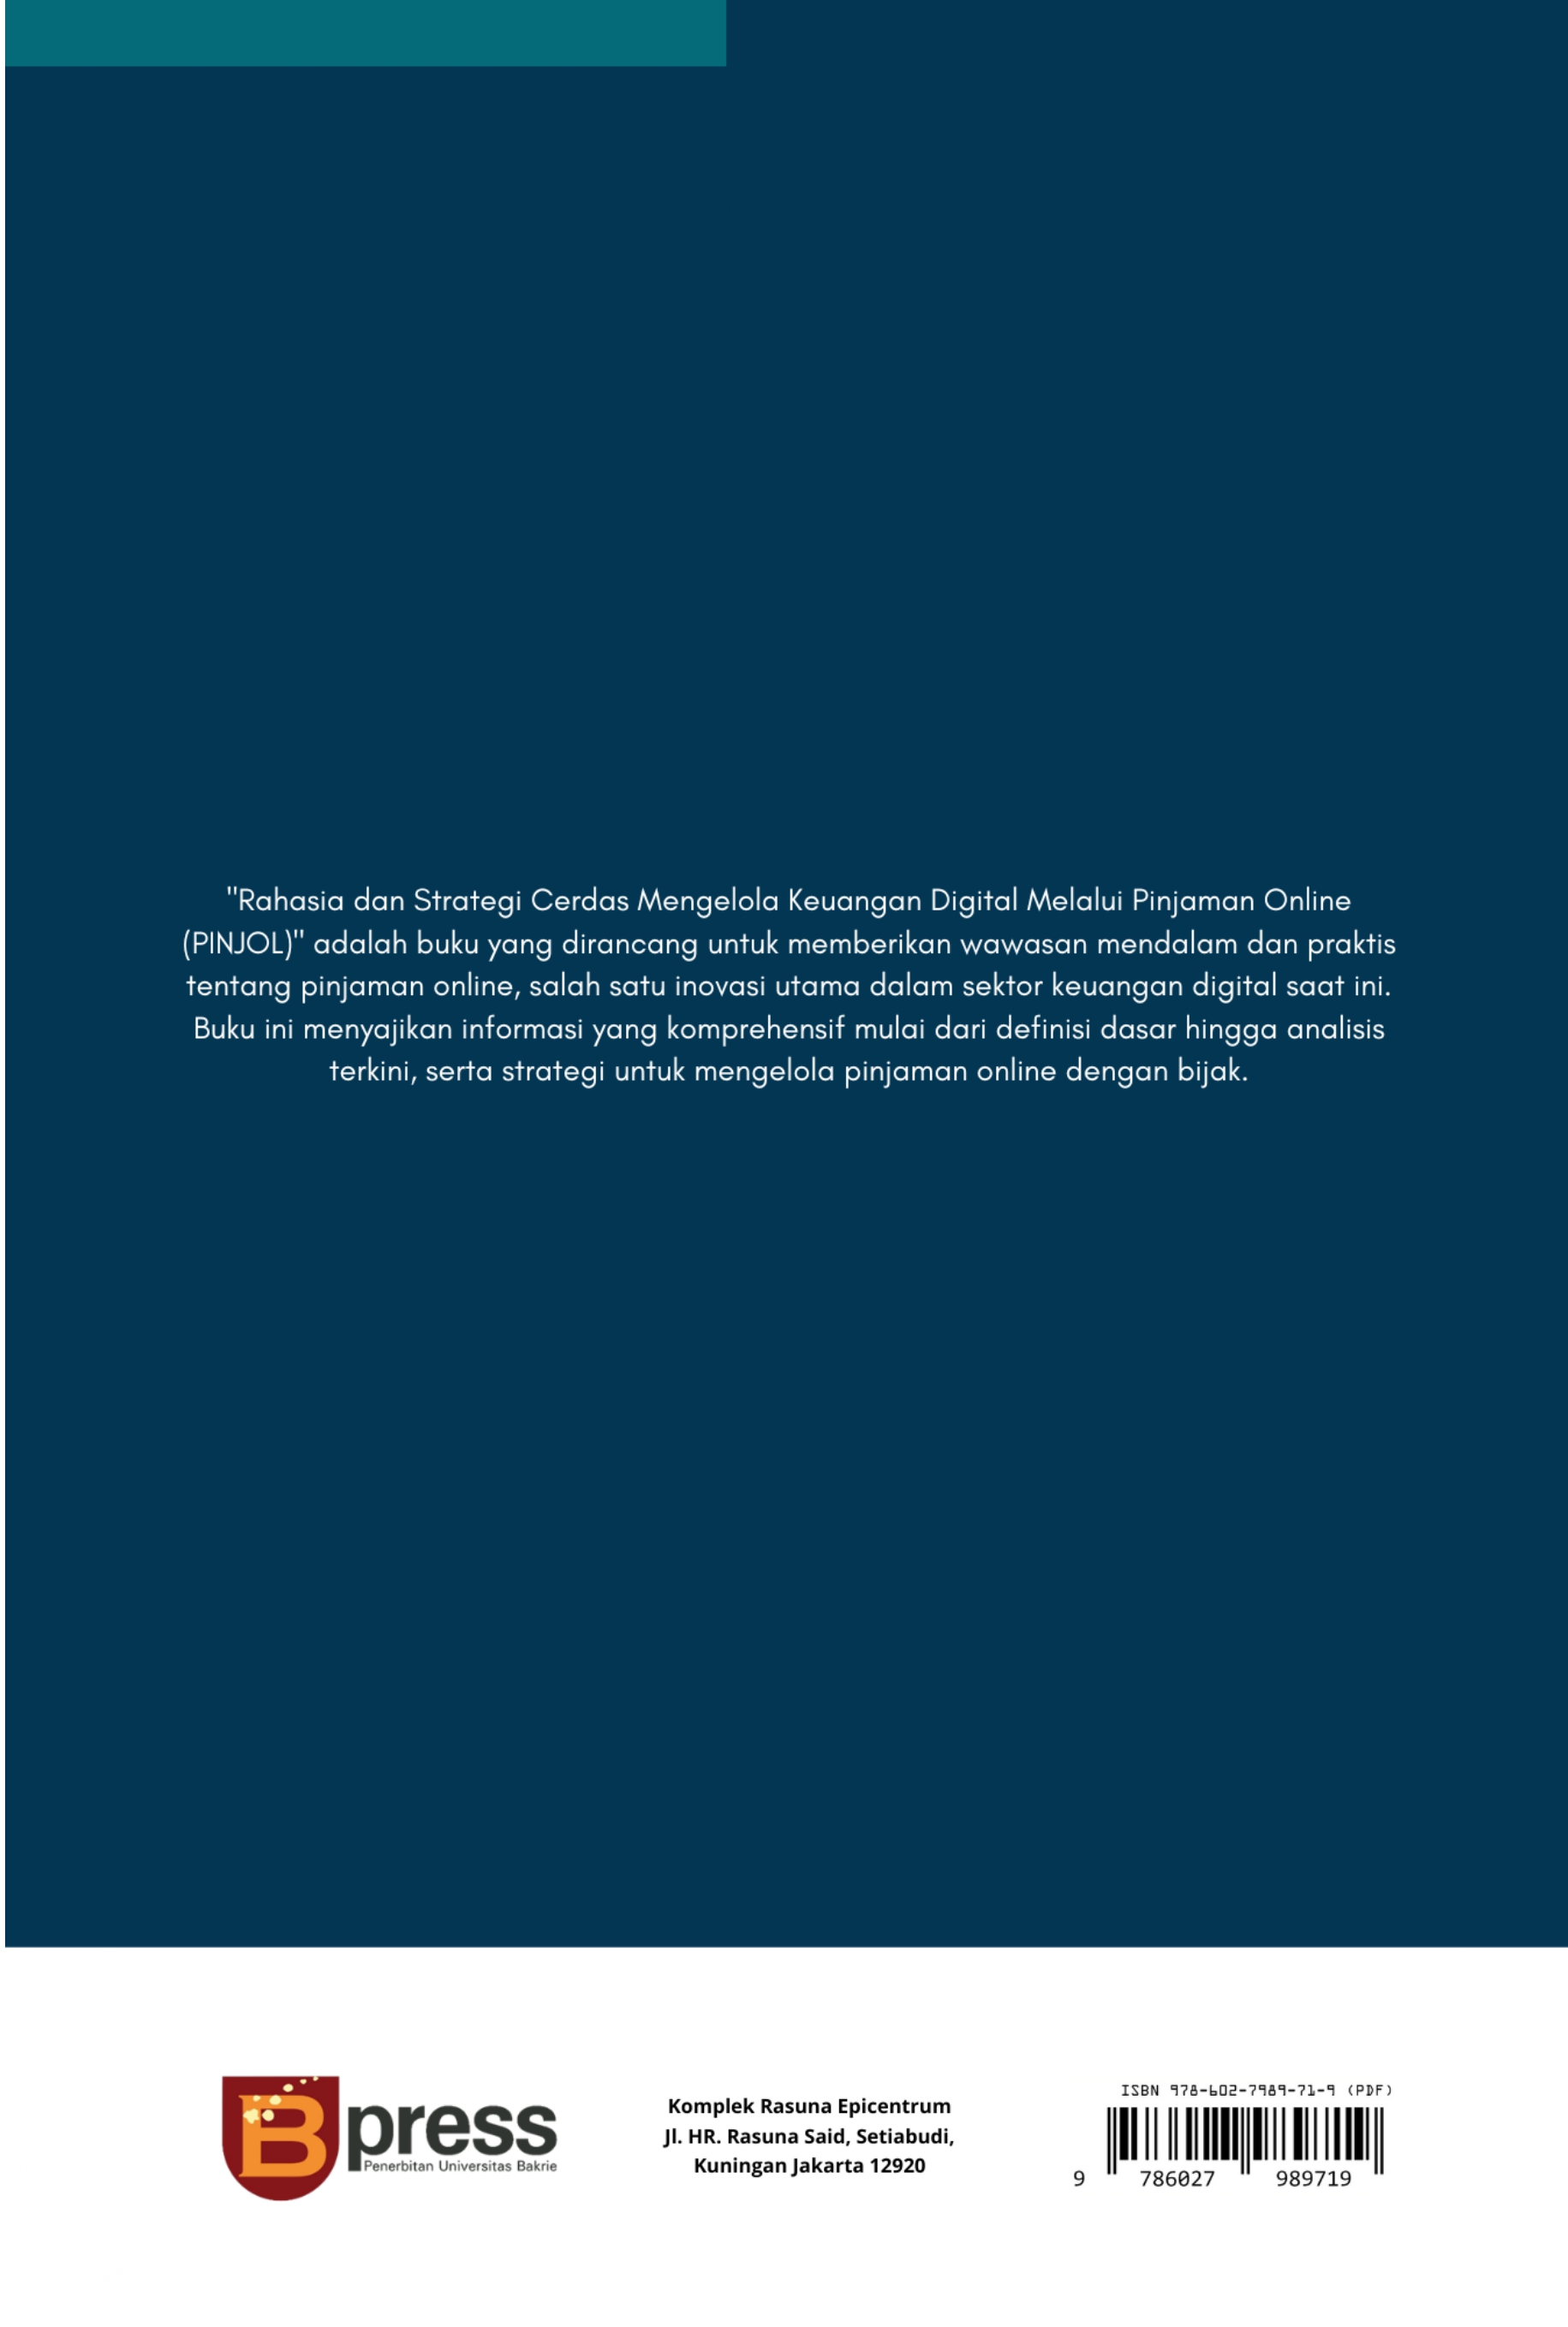 "Rahasia dan Strategi Cerdas Mengelola Keuangan Digital Melalui Pinjaman Online
(PINJOL)" adalah buku yang dirancang untuk memberikan wawasan mendalam dan praktis
tentang pinjaman online, salah satu inovasi utama dalam sektor keuangan digital saat ini.
Buku ini menyajikan informasi yang komprehensif mulai dari definisi dasar hingga analisis
terkini, serta strategi untuk mengelola pinjaman online dengan bijak.
B press
Penerbitan Universitas Bakrie
Komplek Rasuna Epicentrum
Jl. HR. Rasuna Said, Setiabudi,
Kuningan Jakarta 12920
ISBN 978-602-7989-71-9 (PDF)
9 786027 989719